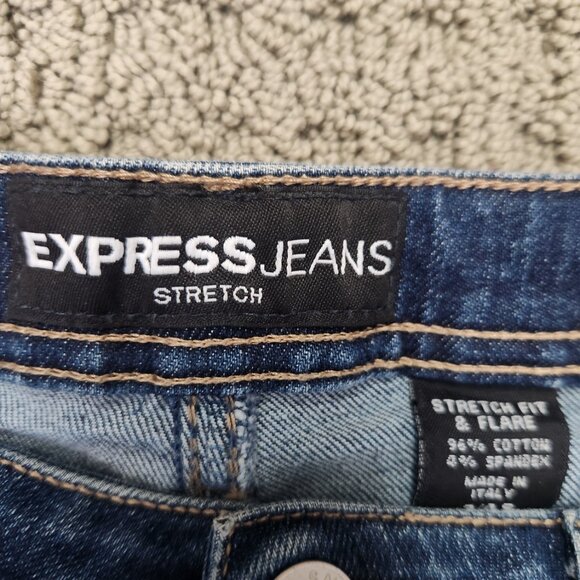 EXPRESS JEANS
STRETCH
STRETCH FIT
& FLARE
96% COTTON
4% SPANDEX
MADE IN
ITALY